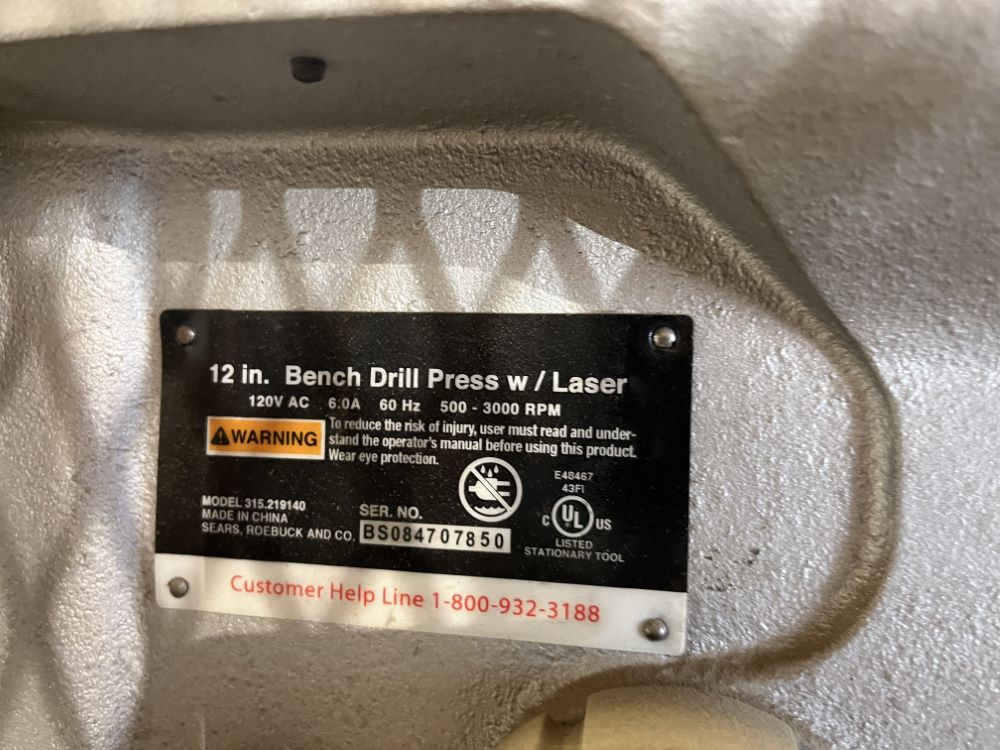 12 in. Bench Drill Press w / Laser
120V AC 6.0A 60 Hz 500 - 3000 RPM
WARNING
To reduce the risk of injury, user must read and under-
stand the operator's manual before using this product.
Wear eye protection.
MODEL 315.219140
MADE IN CHINA
SEARS, ROEBUCK AND CO.
SER. NO.
BS084707850
E48467
43FI
C UL US
LISTED
STATIONARY TOOL
Customer Help Line 1-800-932-3188